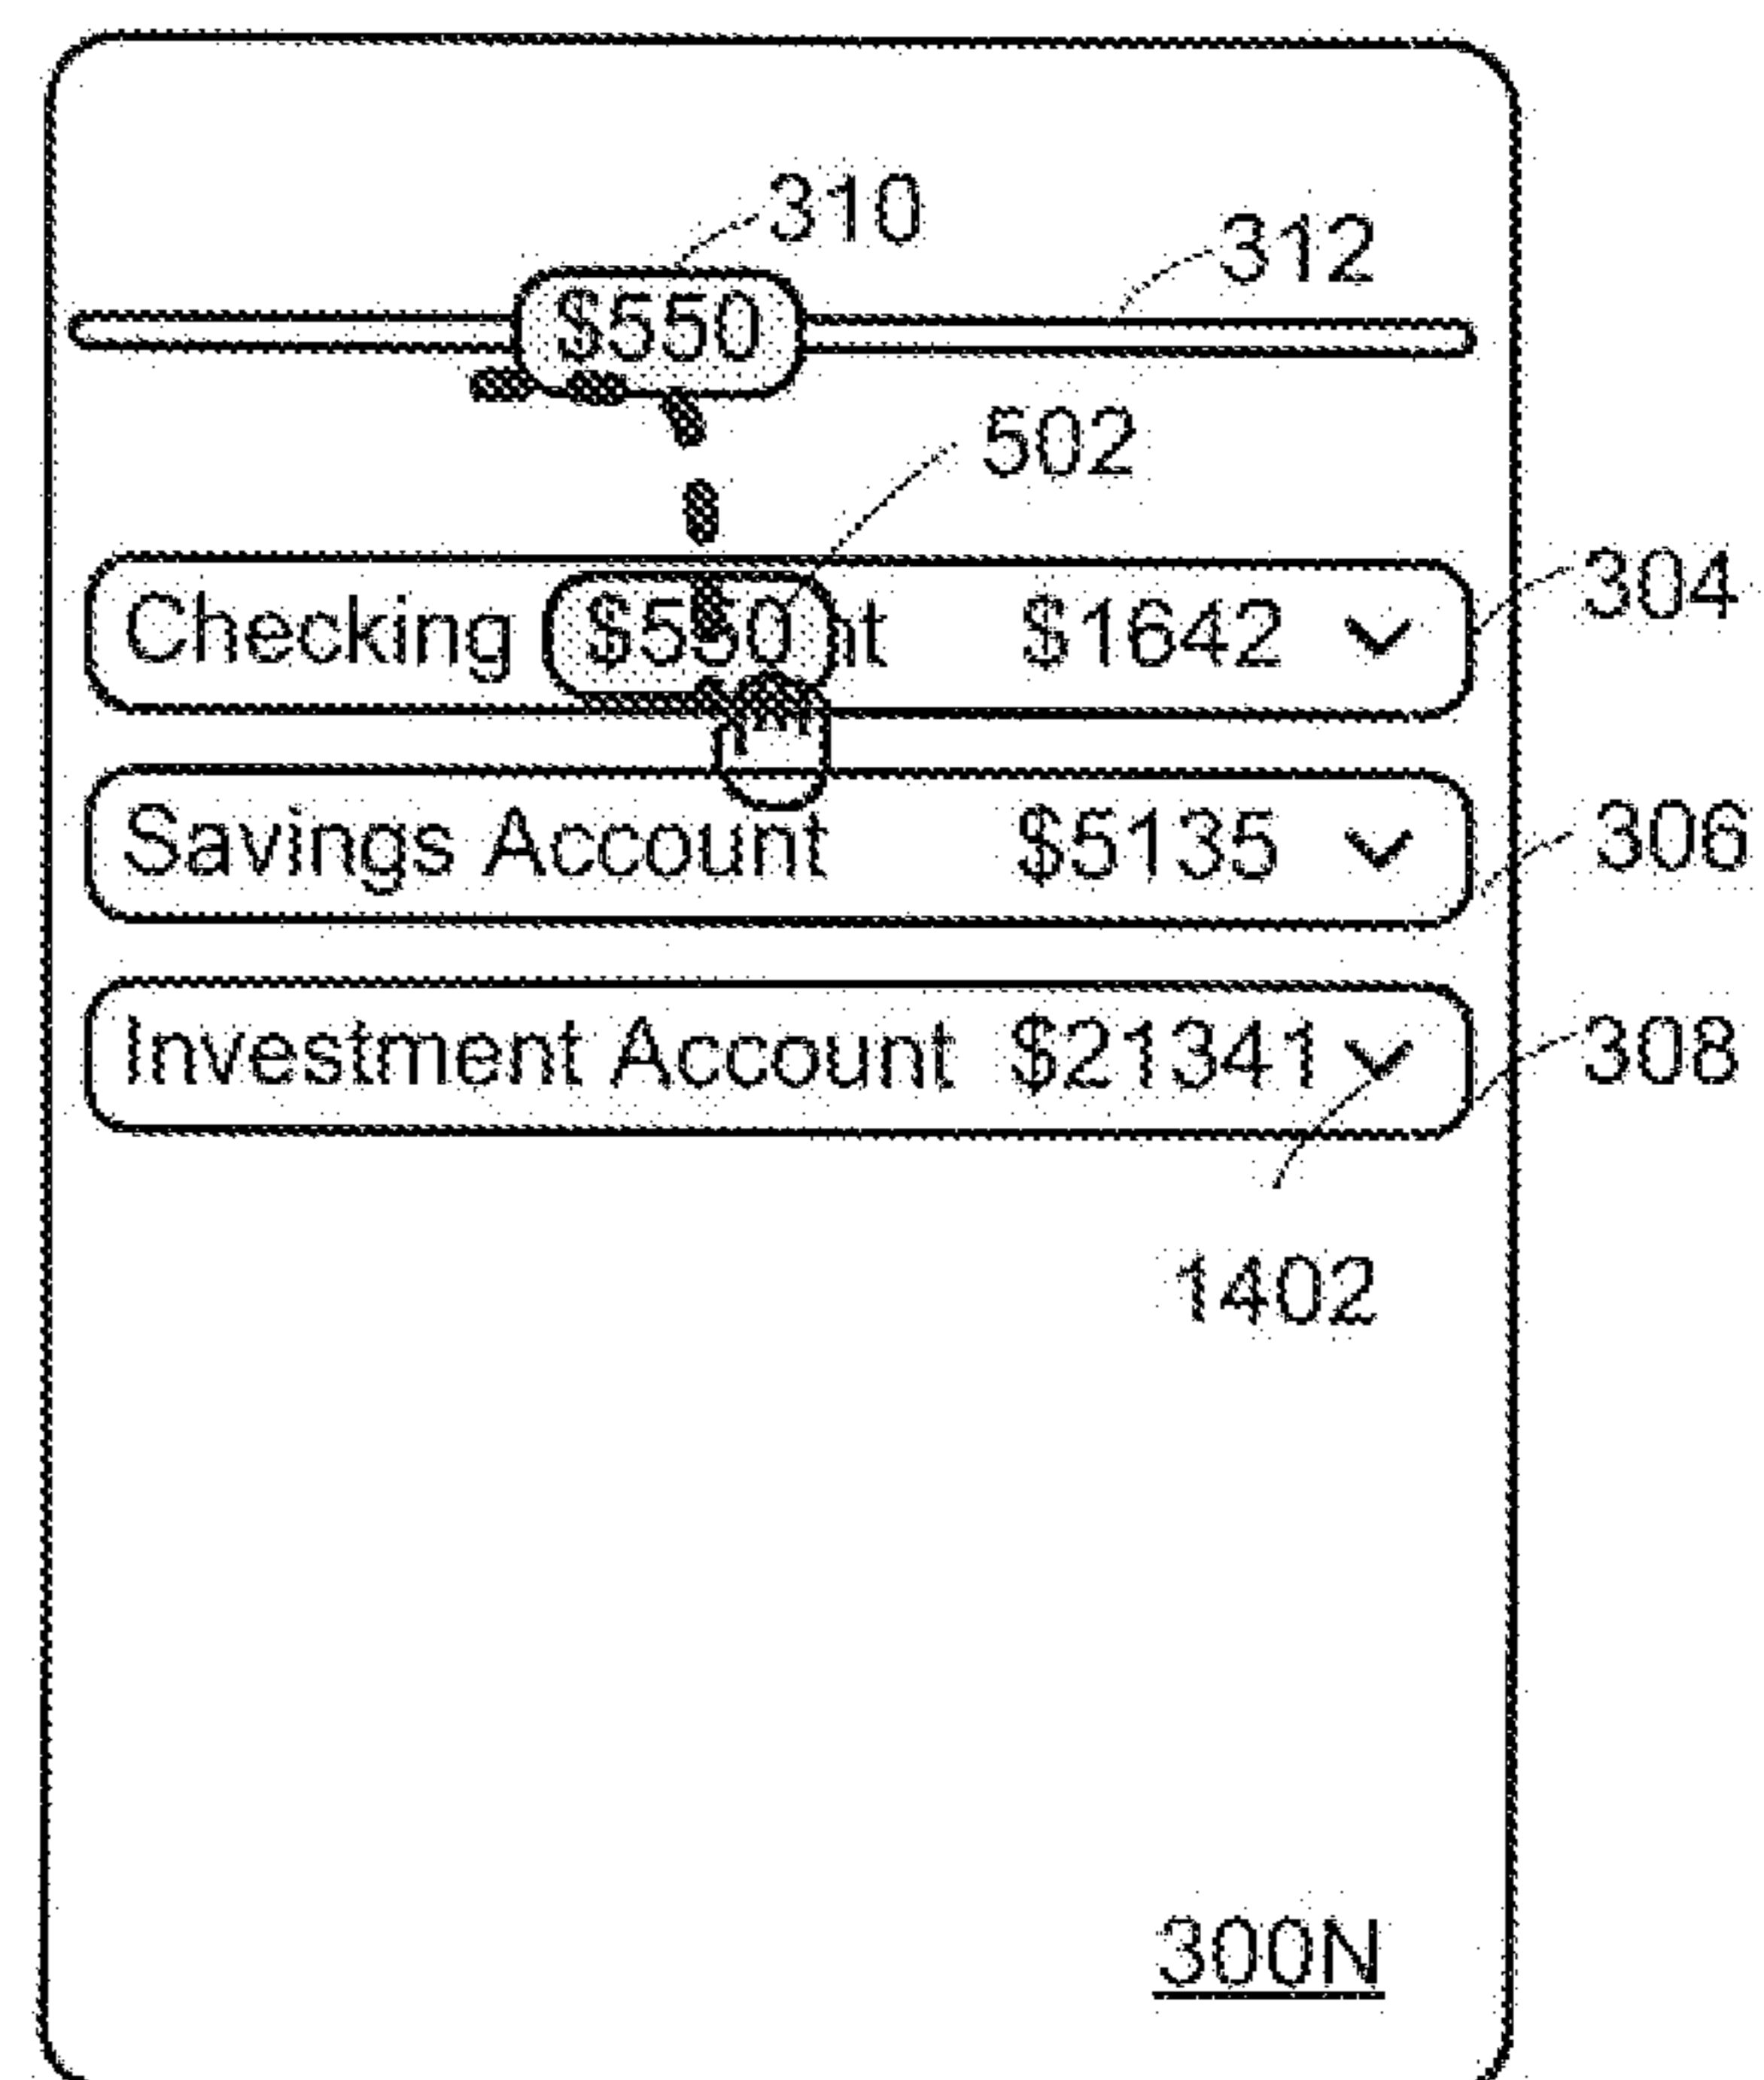 310
312
$550
502
Checking $550 nt $1642 304
Savings Account $5135 306
Investment Account $21341 308
1402
300N